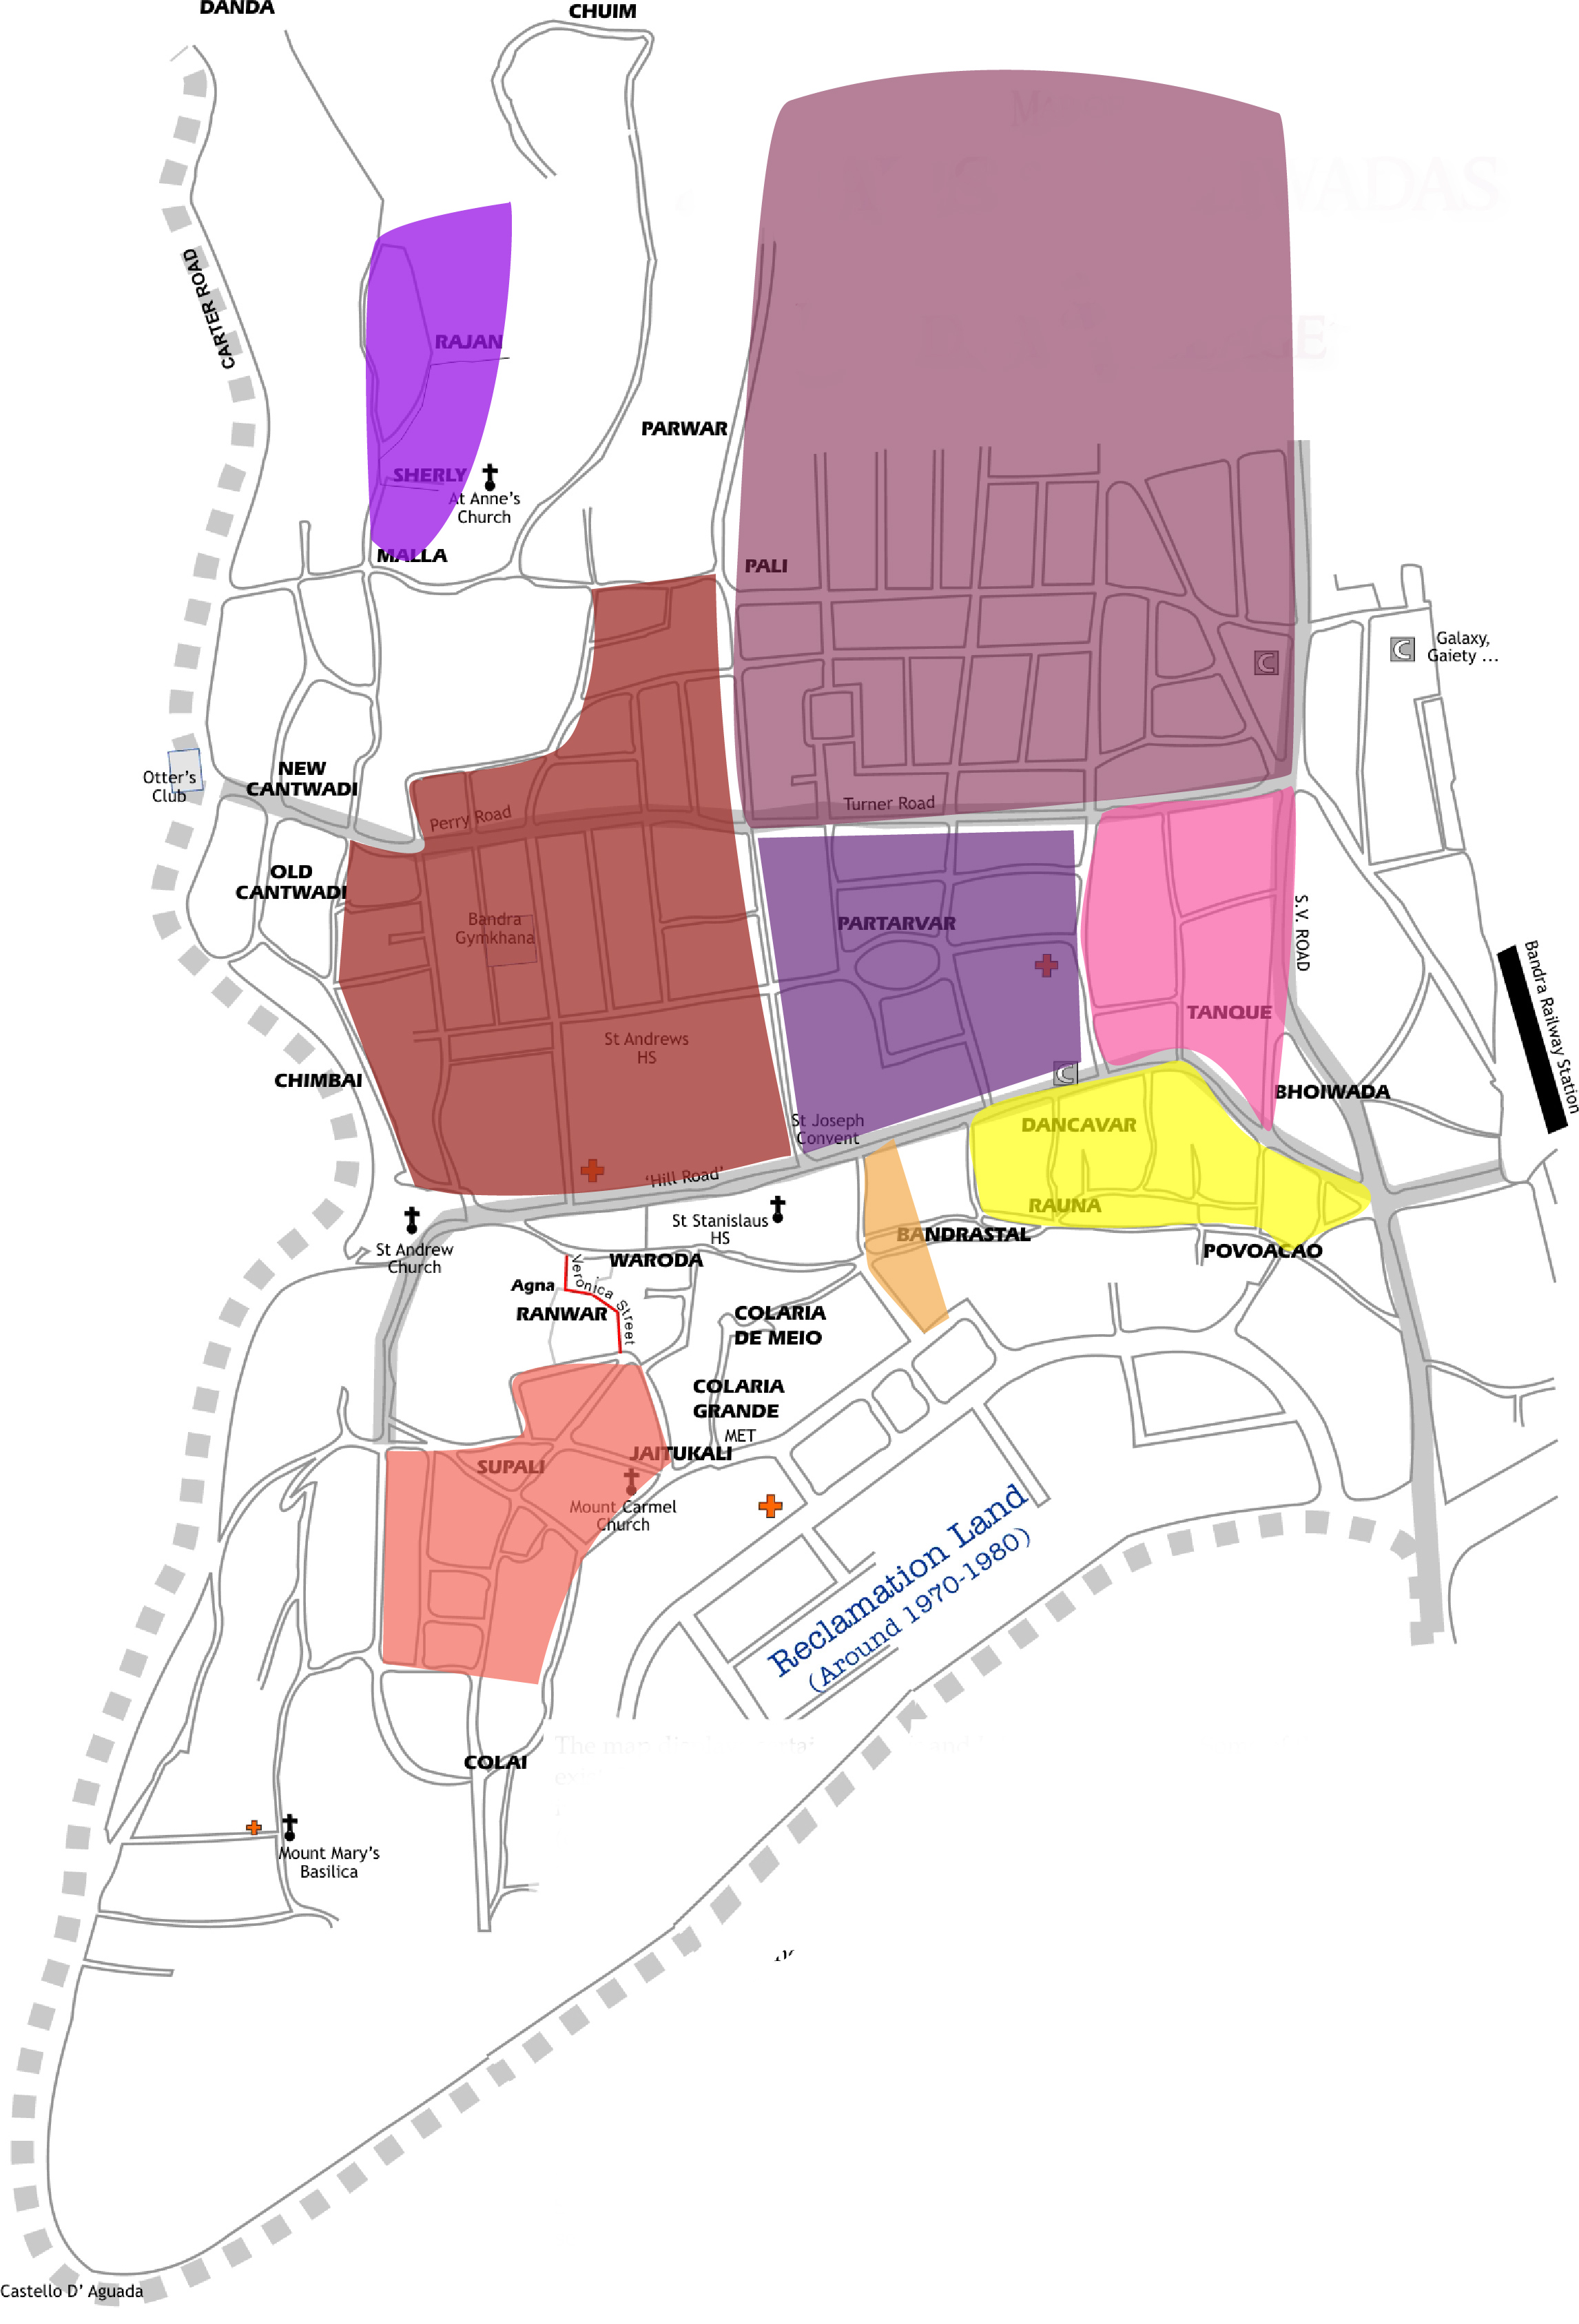 DANDA
CHUIM
CARTER ROAD
RAJAN
PARWAR
SHERLY
At Anne's
Church
MALLA
PALI
Galaxy,
Gaiety ...
C
C
NEW
CANTWADI
Otter's
Club
Perry Road
Turner Road
OLD
CANTWADI
Bandra
Gymkhana
PARTARVAR
S.V. ROAD
Bandra Railway Station
TANQUE
St Andrews
HS
CHIMBAI
C
BHOIWADA
St Joseph
Convent
DANCAVAR
'Hill Road'
RAUNA
St Stanislaus
HS
BANDRASTAL
POVOACAO
St Andrew
Church
WARODA
Veronica Street
Agna
RANWAR
COLARIA
DE MEIO
COLARIA
GRANDE
MET
JAITUKALI
SUPALI
Mount Carmel
Church
Reclamation Land
(Around 1970-1980)
COLAI
The map
Mount Mary's
Basilica
Castello D' Aguada